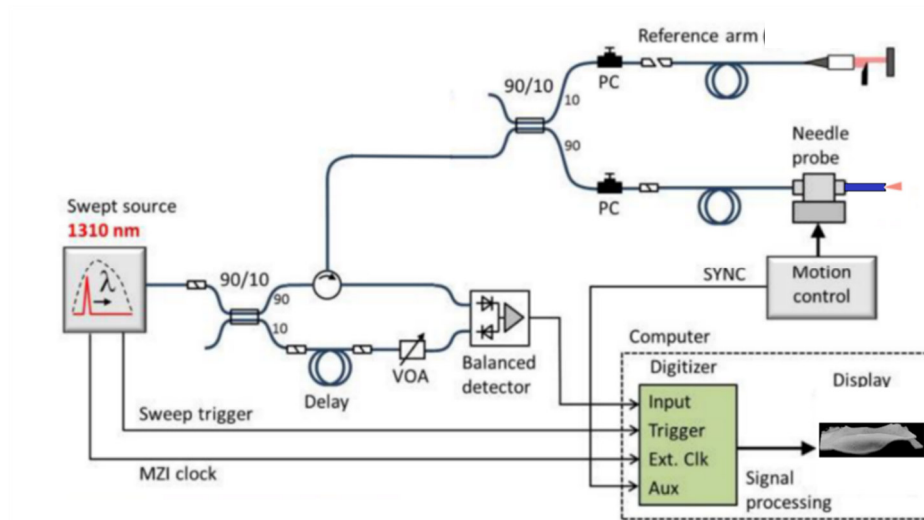 Reference arm (
90/10
10
PC
90
Needle
probe
PC
Swept source
1310 nm
λ
90/10
90
10
SYNC
Motion
control
Computer
Balanced
detector
VOA
Delay
Digitizer
Display
Input
Sweep trigger
Trigger
MZI clock
Ext. Clk
Aux
Signal
processing